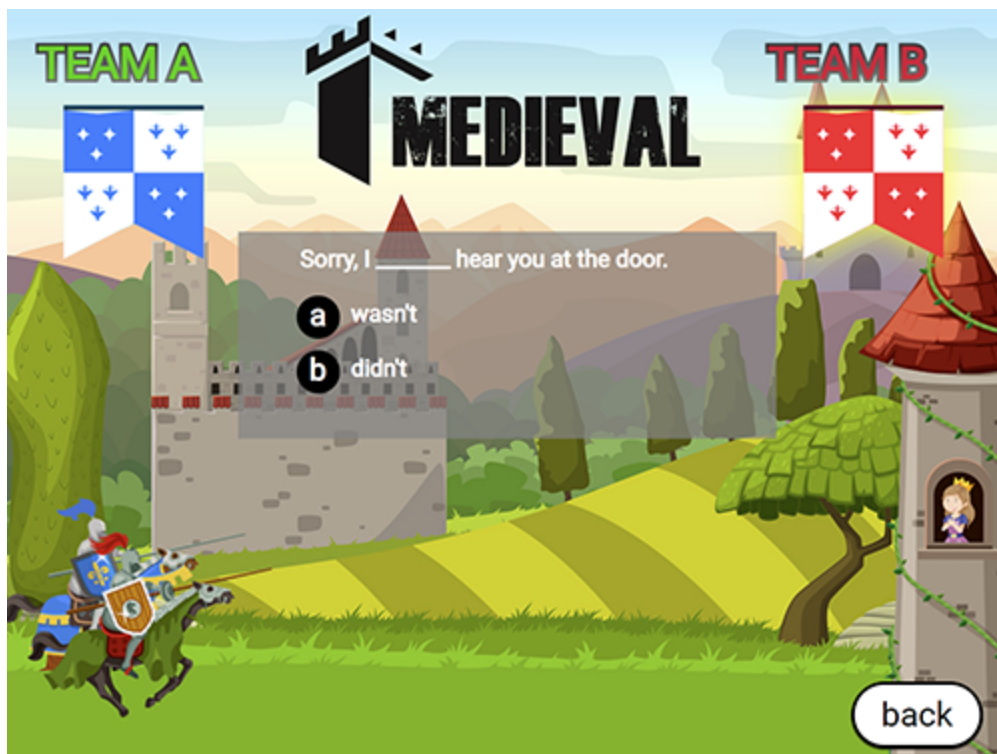 TEAM A
MEDIEVAL
TEAM B
Sorry, I ______ hear you at the door.
a wasn't
b didn't
back